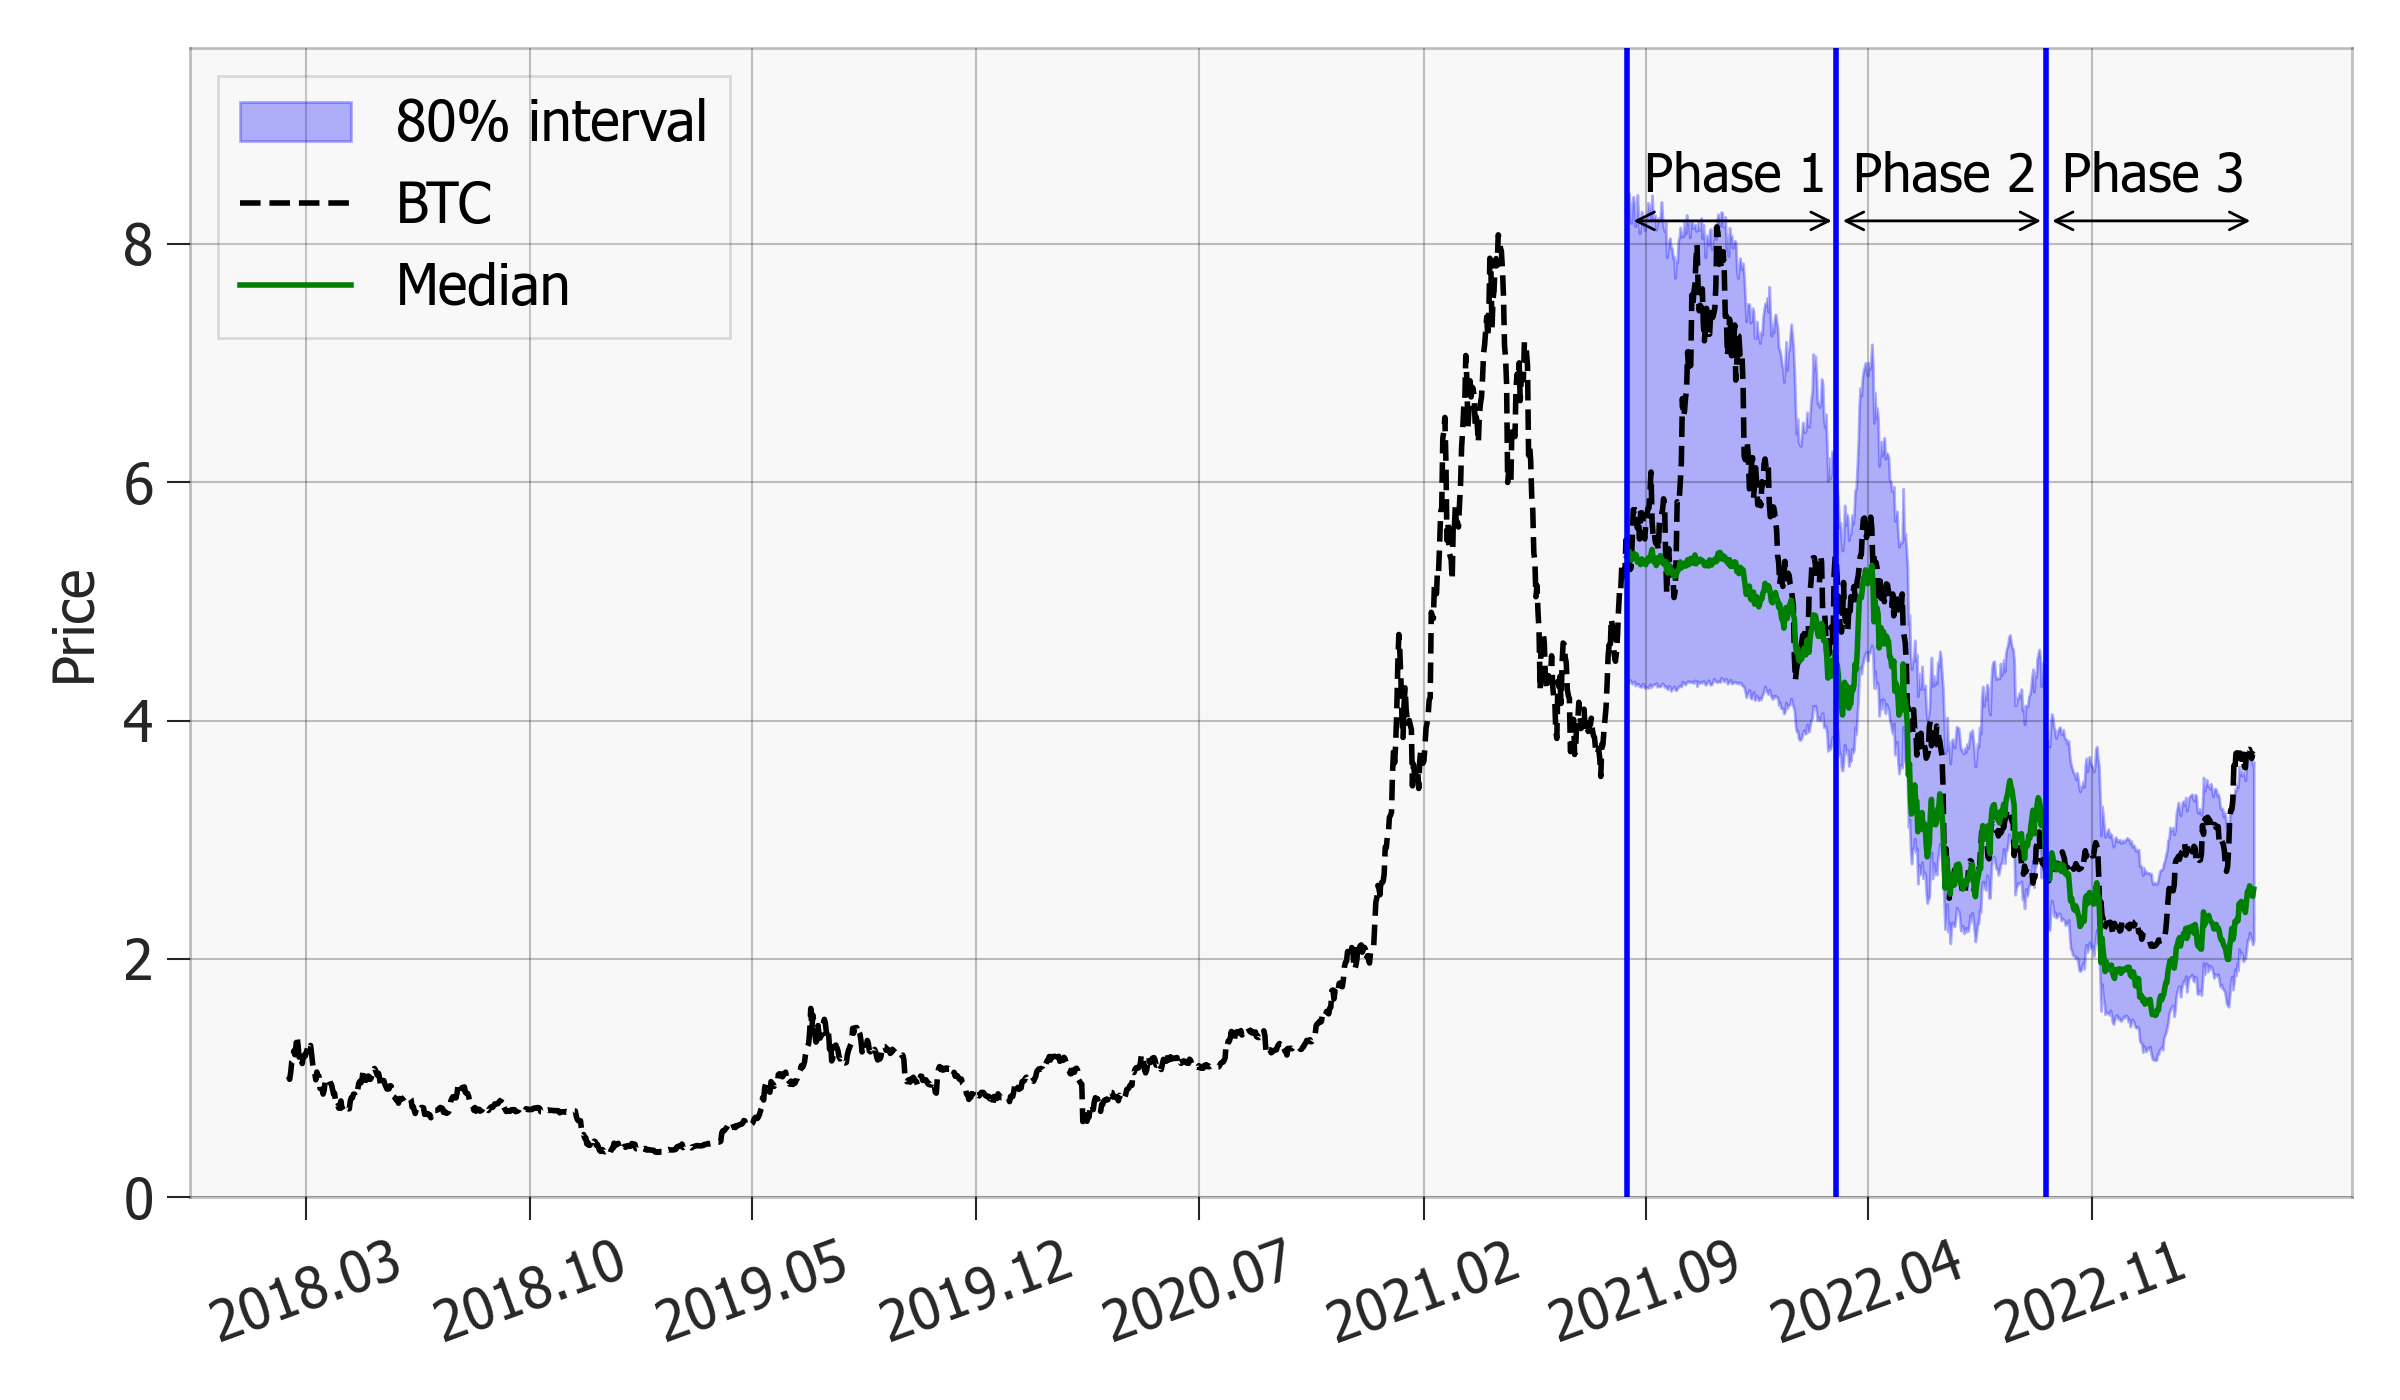 80% interval
BTC
Median
Phase 1
Phase 2
Phase 3
8
6
4
2
0
Price
2018.03
2018.10
2019.05
2019.12
2020.07
2021.02
2021.09
2022.04
2022.11